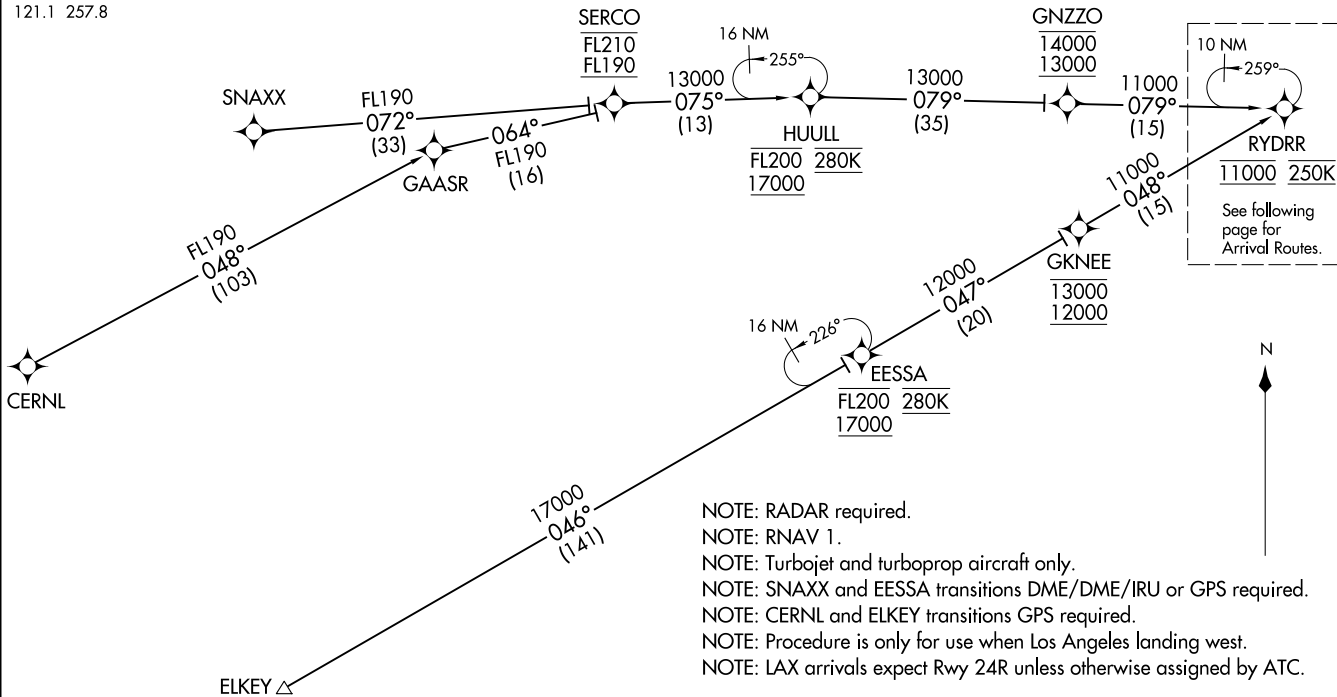 121.1 257.8
SERCO
FL210
FL190
GNZZO
14000
13000
16 NM
255°
10 NM
259°
SNAXX
FL190
072°
(33)
064°
FL190
(16)
GAASR
13000
075°
(13)
HUULL
FL200 280K
17000
13000
079°
(35)
11000
079°
(15)
RYDRR
11000 250K
See following
page for
Arrival Routes.
11000
048°
(15)
GKNEE
13000
12000
FL190
048°
(103)
CERNL
12000
047°
(20)
16 NM
226°
EESSA
FL200 280K
17000
N
17000
046°
(141)
ELKEY
NOTE: RADAR required.
NOTE: RNAV 1.
NOTE: Turbojet and turboprop aircraft only.
NOTE: SNAXX and EESSA transitions DME/DME/IRU or GPS required.
NOTE: CERNL and ELKEY transitions GPS required.
NOTE: Procedure is only for use when Los Angeles landing west.
NOTE: LAX arrivals expect Rwy 24R unless otherwise assigned by ATC.